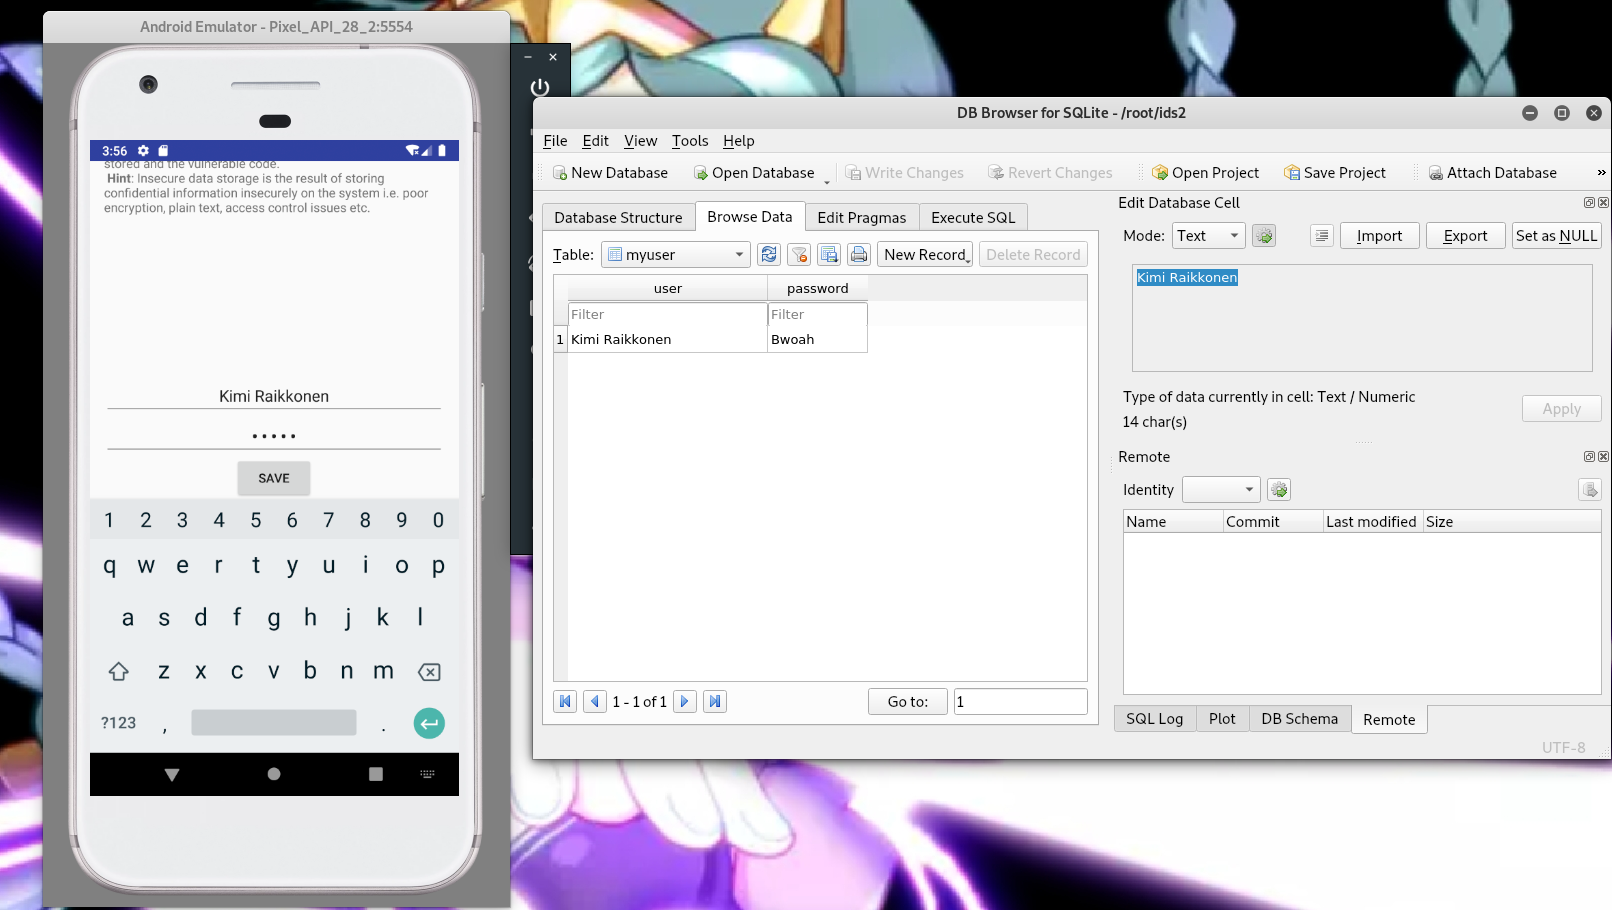 Android Emulator - Pixel_API_28_2:5554
3:56
stored and the vulnerable code.
Hint: Insecure data storage is the result of storing
confidential information insecurely on the system i.e. poor
encryption, plain text, access control issues etc.
Kimi Raikkonen
•••••
SAVE
1 2 3 4 5 6 7 8 9 0
q w e r t y u i o p
a s d f g h j k l
z x c v b n m
?123 , .
DB Browser for SQLite - /root/ids2
File Edit View Tools Help
New Database Open Database Write Changes Revert Changes Open Project Save Project Attach Database »
Database Structure Browse Data Edit Pragmas Execute SQL
Table: myuser New Record Delete Record
user password
Filter Filter
1 Kimi Raikkonen Bwoah
1 - 1 of 1 Go to: 1
Edit Database Cell
Mode: Text Import Export Set as NULL
Kimi Raikkonen
Type of data currently in cell: Text / Numeric
14 char(s)
Apply
Remote
Identity
Name Commit Last modified Size
SQL Log Plot DB Schema Remote
UTF-8